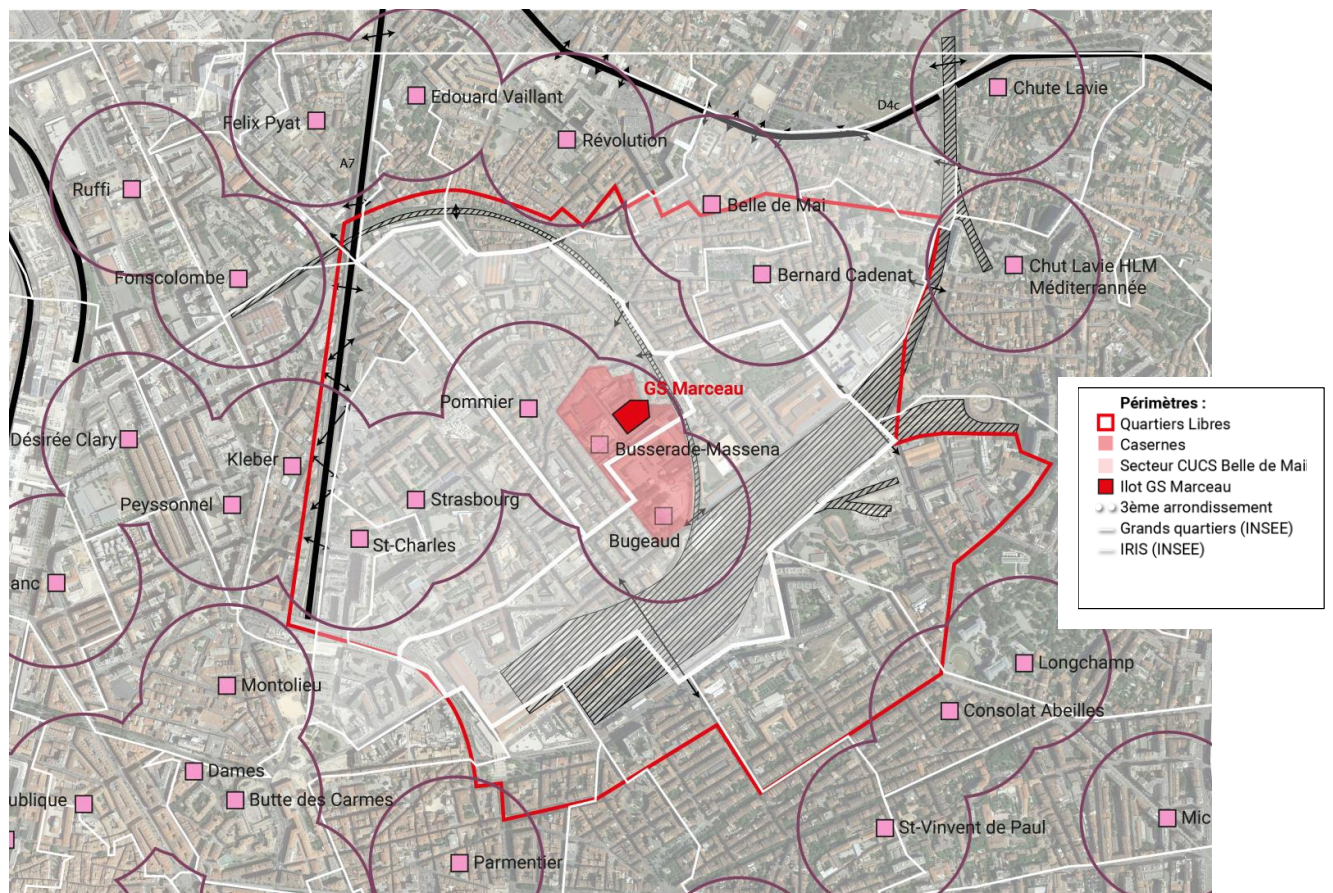 Edouard Vaillant
Felix Pyat
Révolution
Chute Lavie
D4c
A7
Ruffi
Belle de Mai
Fonscolombe
Bernard Cadenat
Chut Lavie HLM
Méditerrannée
GS Marceau
Pommier
Busserade-Massena
Désirée Clary
Kleber
Peyssonnel
Strasbourg
St-Charles
Bugeaud
anc
Montolieu
Longchamp
Consolat Abeilles
Dames
Butte des Carmes
ublique
St-Vinvent de Paul
Mic
Parmentier
Périmètres :
Quartiers Libres
Casernes
Secteur CUCS Belle de Mai
Ilot GS Marceau
3ème arrondissement
Grands quartiers (INSEE)
IRIS (INSEE)